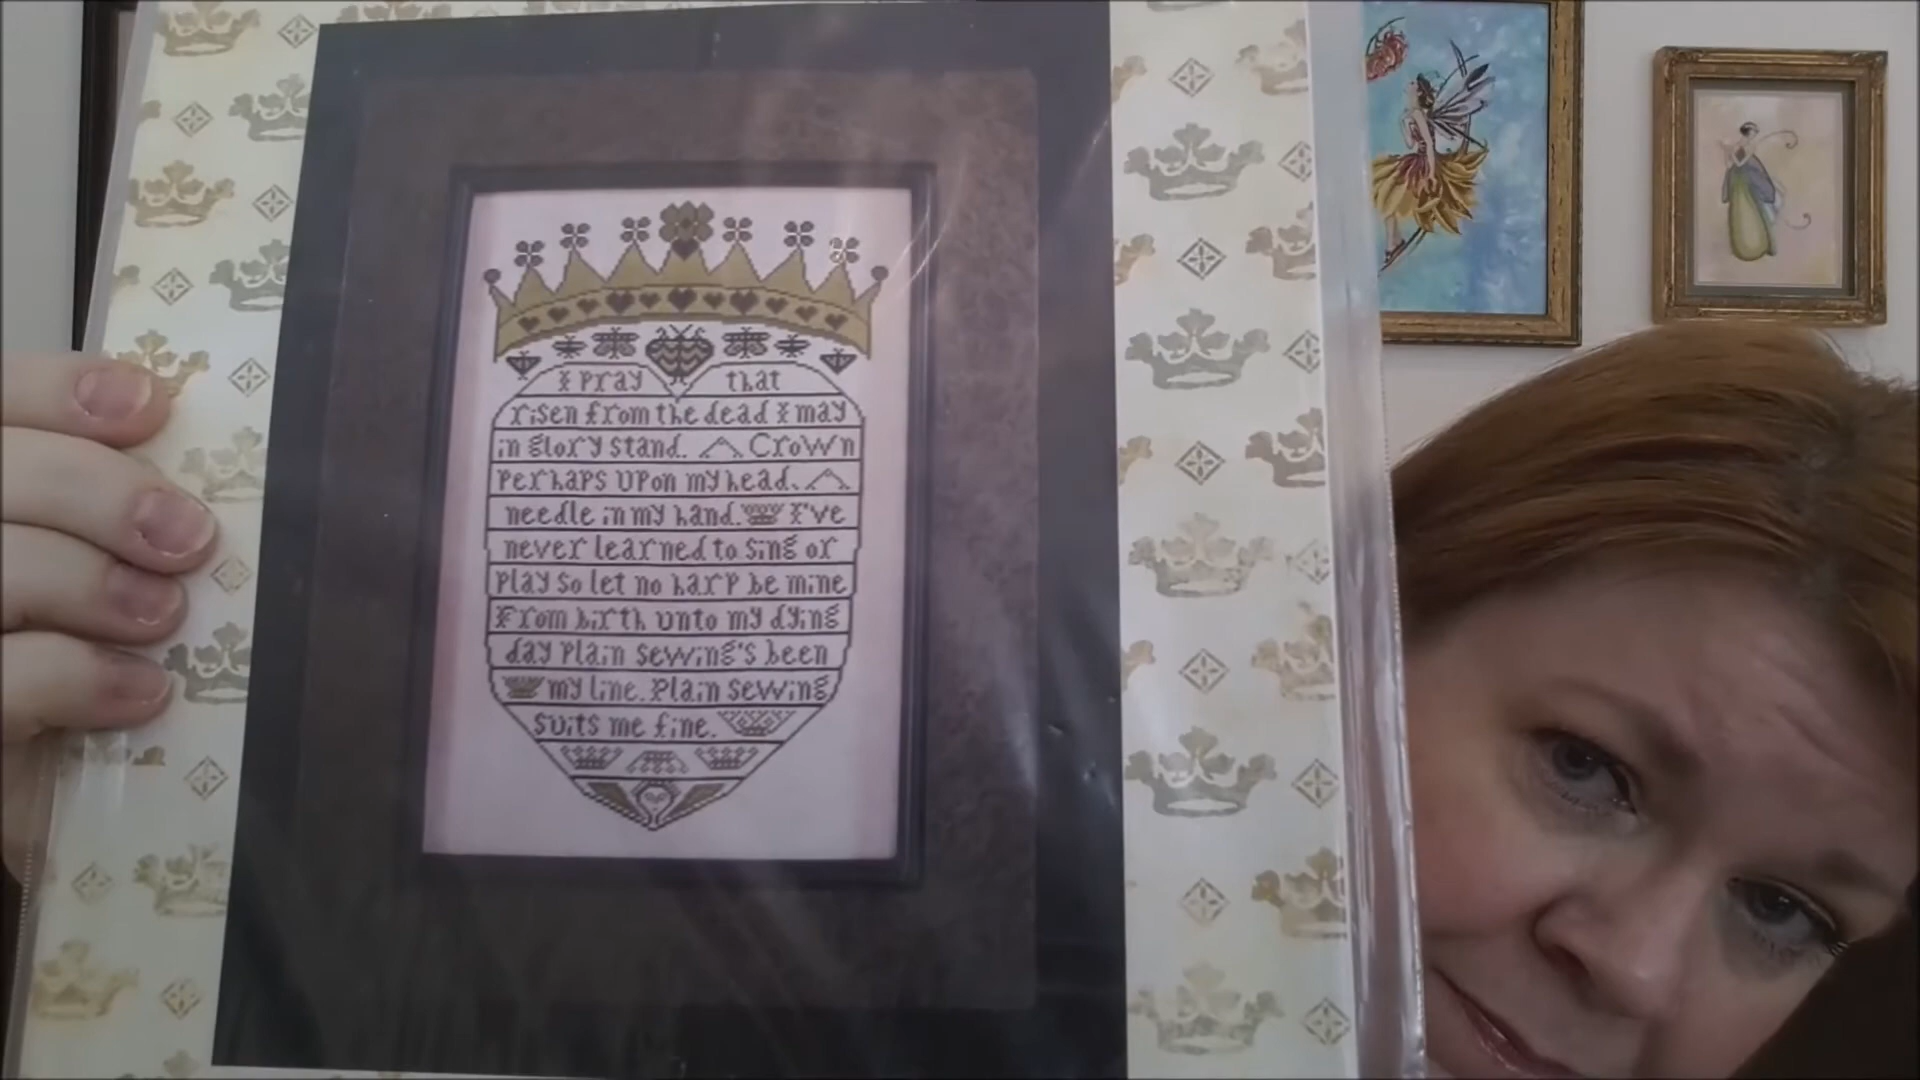 I pray that
risen from the dead I may
in glory stand. A Crown
perhaps upon my head. A
needle in my hand. I've
never learned to sing or
play so let no harp be mine
From birth unto my dying
day plain sewing's been
my line. Plain sewing
suits me fine.